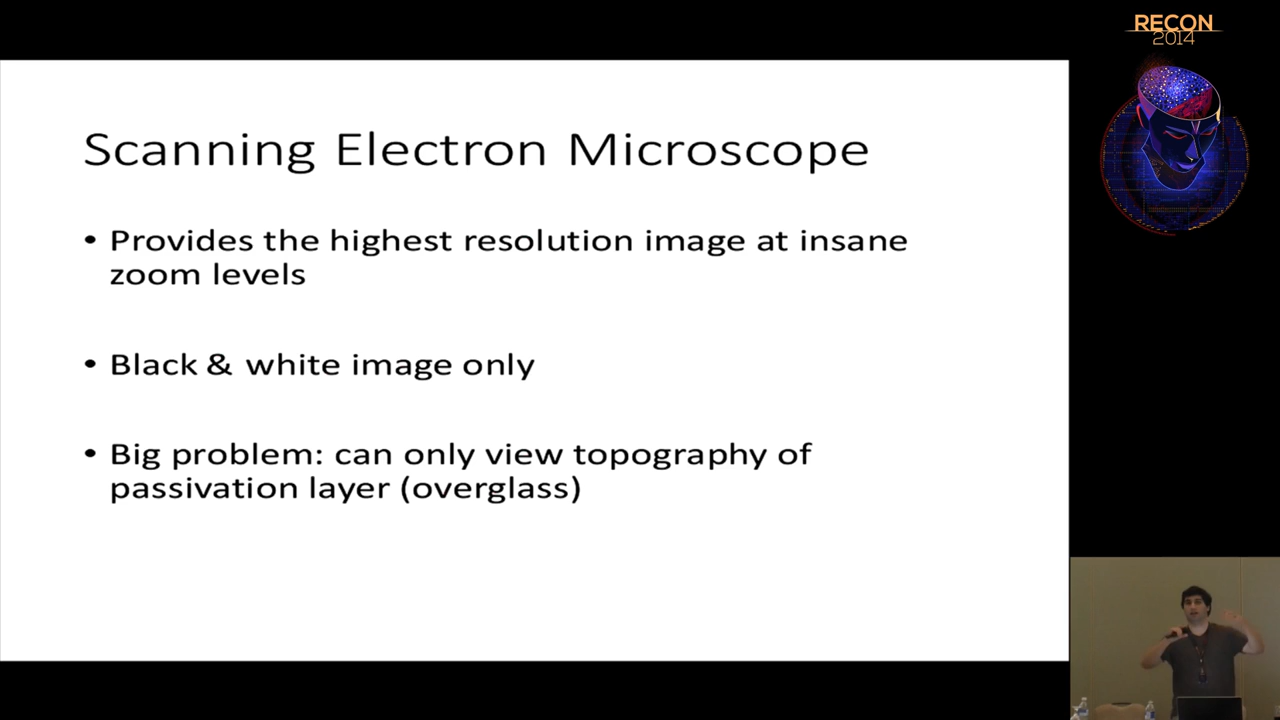 RECON
2014
Scanning Electron Microscope
• Provides the highest resolution image at insane
zoom levels
• Black & white image only
• Big problem: can only view topography of
passivation layer (overglass)